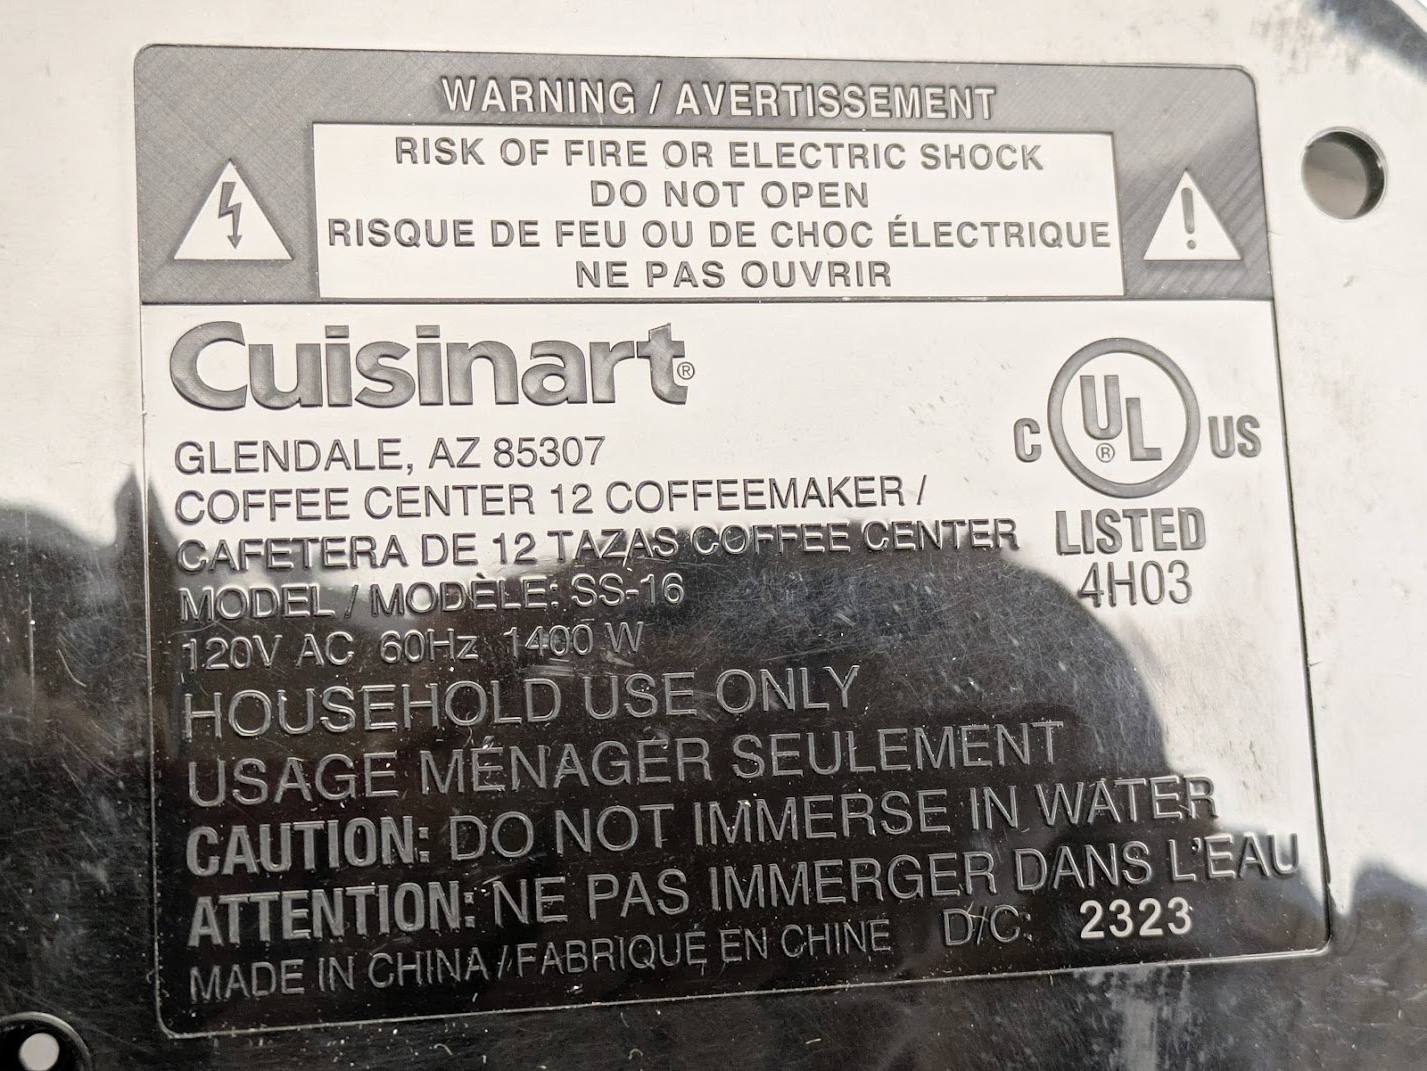 WARNING / AVERTISSEMENT
RISK OF FIRE OR ELECTRIC SHOCK
DO NOT OPEN
RISQUE DE FEU OU DE CHOC ÉLECTRIQUE
NE PAS OUVRIR
Cuisinart®
GLENDALE, AZ 85307
COFFEE CENTER 12 COFFEEMAKER /
CAFETERA DE 12 TAZAS COFFEE CENTER
MODEL / MODÈLE: SS-16
120V AC 60Hz 1400 W
C UL® US
LISTED
4H03
HOUSEHOLD USE ONLY
USAGE MÉNAGER SEULEMENT
CAUTION: DO NOT IMMERSE IN WATER
ATTENTION: NE PAS IMMERGER DANS L'EAU
MADE IN CHINA / FABRIQUÉ EN CHINE D/C: 2323